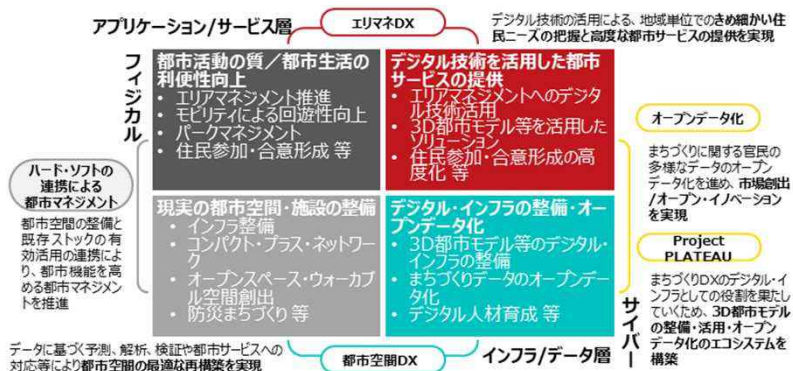 アプリケーション/サービス層
エリマネDX
デジタル技術の活用による、地域単位でのきめ細かい住
民ニーズの把握と高度な都市サービスの提供を実現
フィジカル
都市活動の質／都市生活の
利便性向上
• エリアマネジメント推進
• モビリティによる回遊性向上
• パークマネジメント
• 住民参加・合意形成 等
デジタル技術を活用した都市
サービスの提供
• エリアマネジメントへのデジタ
ル技術活用
• 3D都市モデル等を活用した
ソリューション
• 住民参加・合意形成の高
度化 等
ハード・ソフトの
連携による
都市マネジメント
都市空間の整備と
既存ストックの有
効活用の連携によ
り、都市機能を高
める都市マネジメン
トを推進
現実の都市空間・施設の整備
• インフラ整備
• コンパクト・プラス・ネットワー
ク
• オープンスペース・ウォーカブ
ル空間創出
• 防災まちづくり 等
デジタル・インフラの整備・オー
プンデータ化
• 3D都市モデル等のデジタル・
インフラの整備
• まちづくりデータのオープンデー
タ化
• デジタル人材育成 等
オープンデータ化
まちづくりに関する官民の
多様なデータのオープン
データ化を進め、市場創出
/オープン・イノベーション
を実現
Project
PLATEAU
まちづくりDXのデジタル・イ
ンフラとしての役割を果たし
ていくため、3D都市モデル
の整備・活用・オープン
データ化のエコシステムを
構築
サイバー
データに基づく予測、解析、検証や都市サービスへの
対応等により都市空間の最適な再構築を実現
都市空間DX
インフラ/データ層